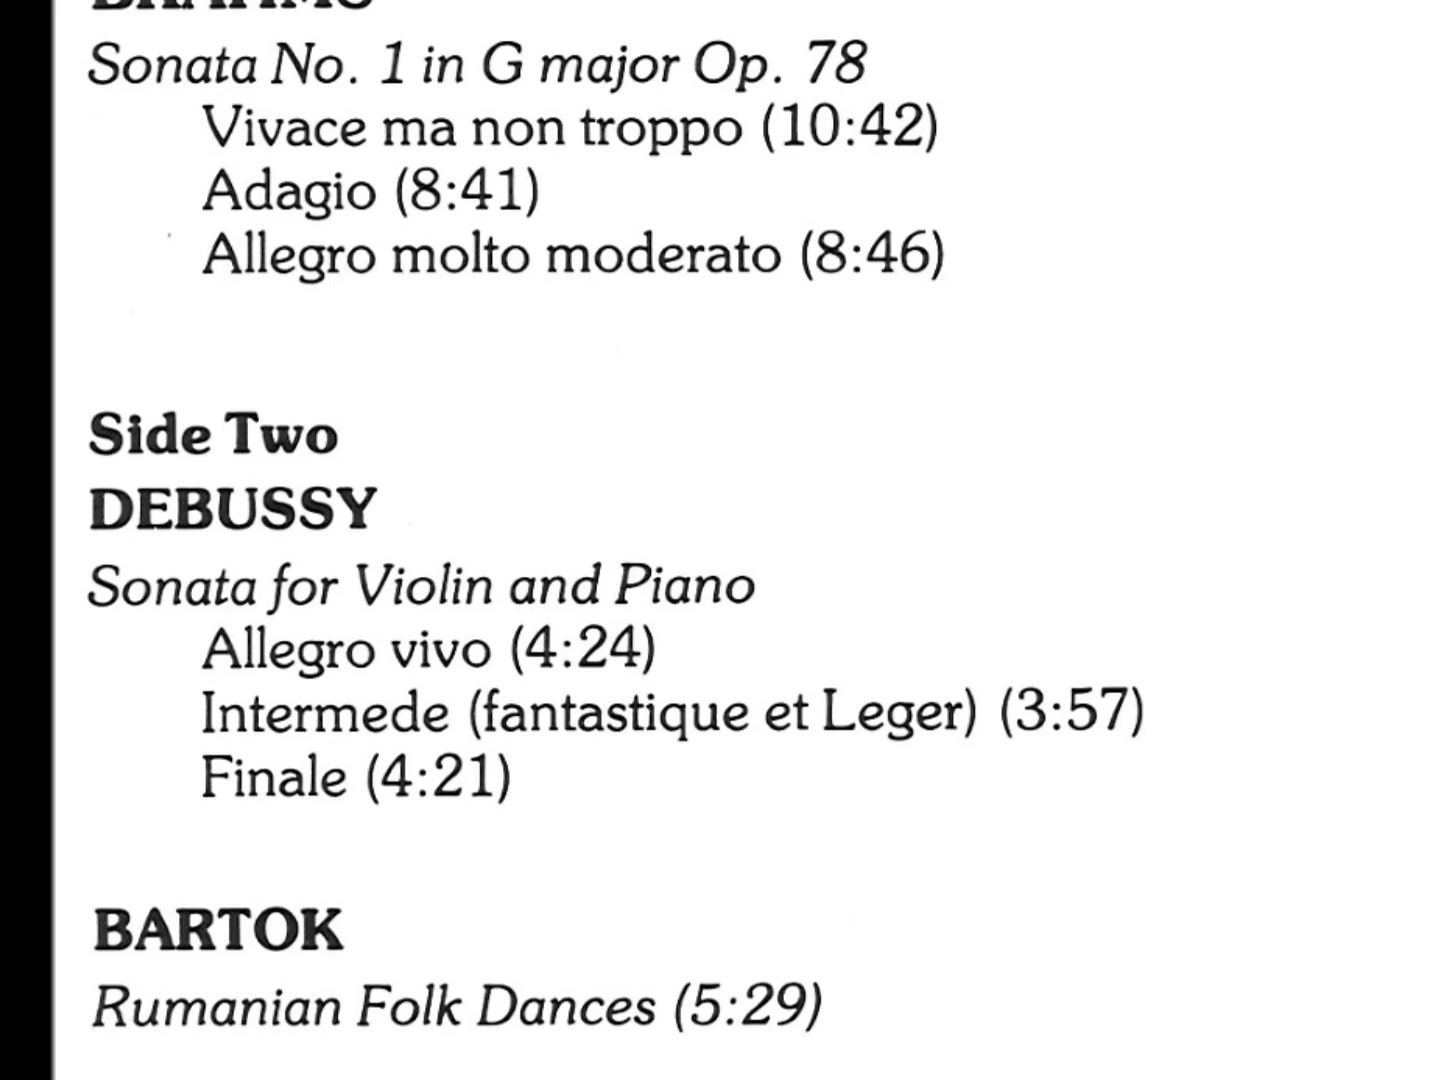 BRAHMS
Sonata No. 1 in G major Op. 78
Vivace ma non troppo (10:42)
Adagio (8:41)
Allegro molto moderato (8:46)
Side Two
DEBUSSY
Sonata for Violin and Piano
Allegro vivo (4:24)
Intermede (fantastique et Leger) (3:57)
Finale (4:21)
BARTOK
Rumanian Folk Dances (5:29)